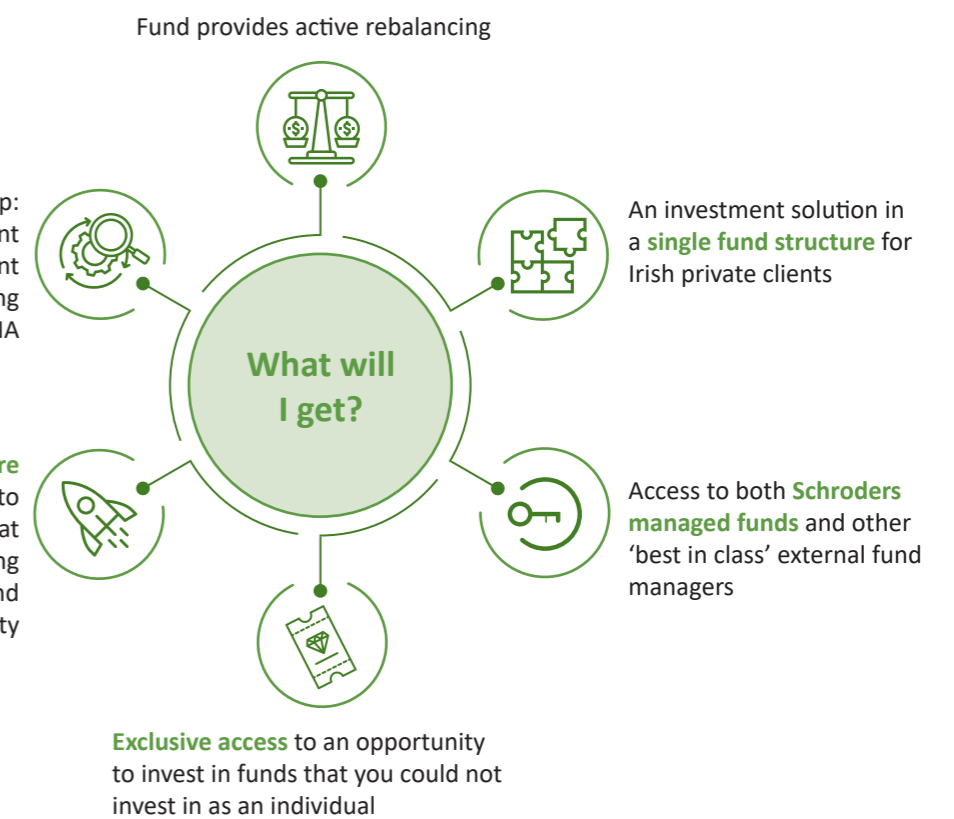 Fund provides active rebalancing
An investment solution in
a single fund structure for
Irish private clients
What will
I get?
Access to both Schroders
managed funds and other
‘best in class’ external fund
managers
Exclusive access to an opportunity
to invest in funds that you could not
invest in as an individual
to